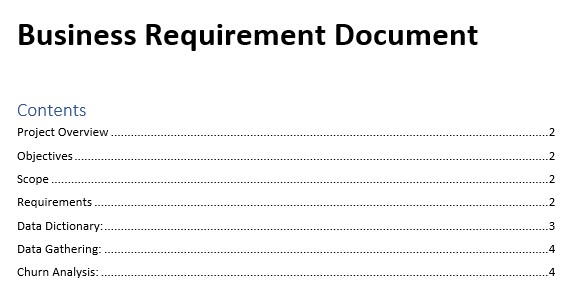 Business Requirement Document
Contents
Project Overview ........................................................................................................................ 2
Objectives ........................................................................................................................ 2
Scope ........................................................................................................................ 2
Requirements ........................................................................................................................ 2
Data Dictionary: ........................................................................................................................ 3
Data Gathering: ........................................................................................................................ 4
Churn Analysis: ........................................................................................................................ 4